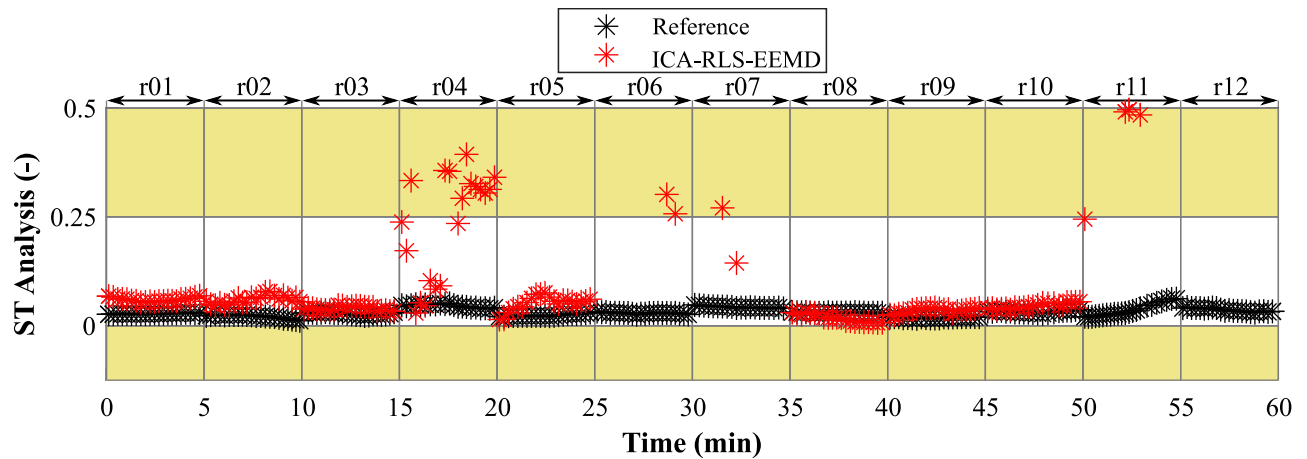 Reference
ICA-RLS-EEMD
r01 r02 r03 r04 r05 r06 r07 r08 r09 r10 r11 r12
0.5
0.25
0
ST Analysis (-)
0 5 10 15 20 25 30 35 40 45 50 55 60
Time (min)